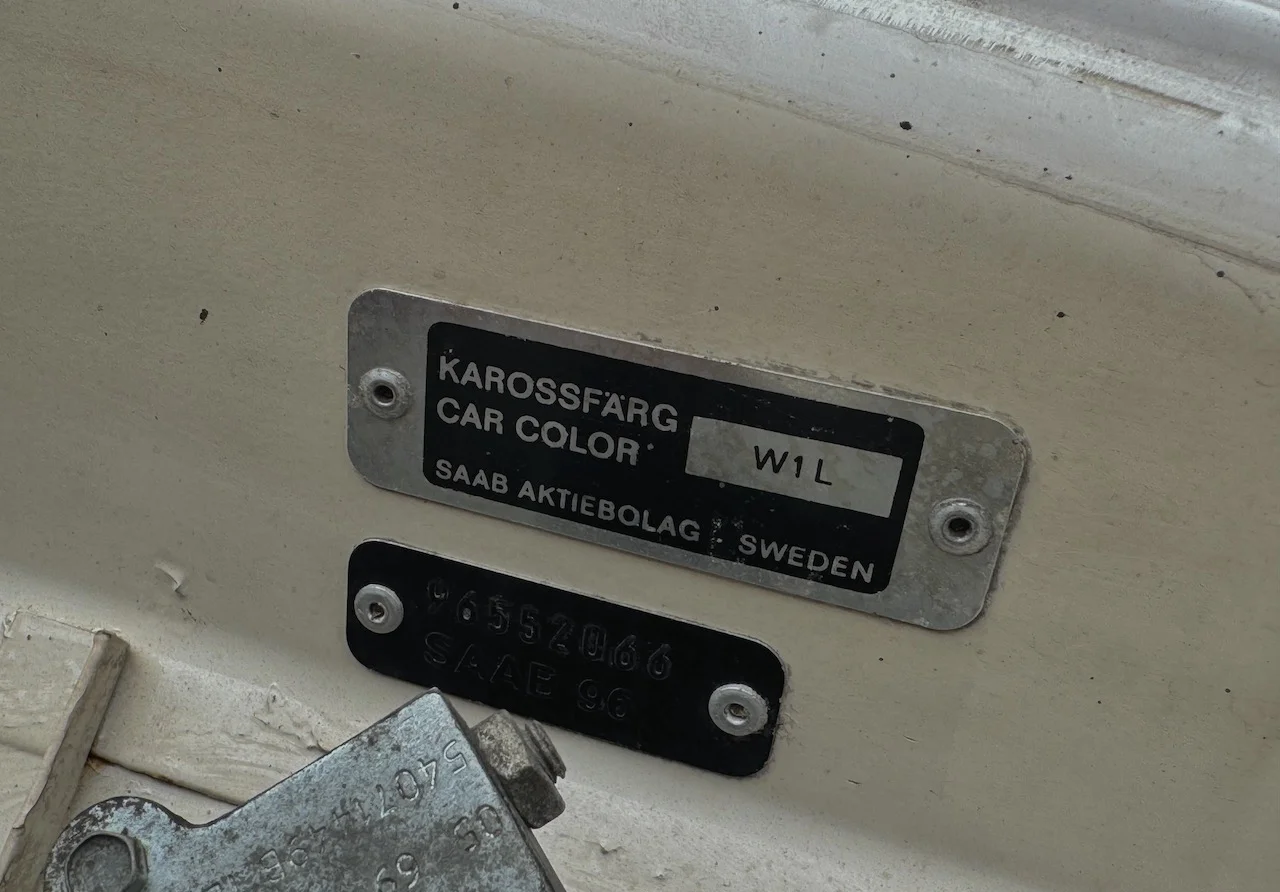 KAROSSFÄRG
CAR COLOR
W1L
SAAB AKTIEBOLAG SWEDEN
96552066
SAAB 96